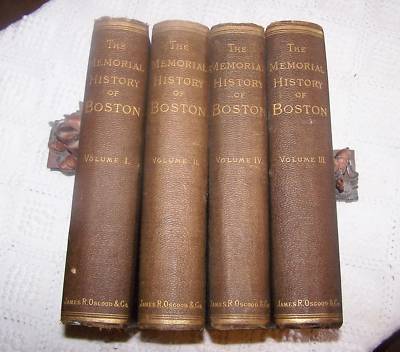 THE
MEMORIAL
HISTORY
OF
BOSTON
VOLUME I.
JAMES R. OSGOOD & CO.
THE
MEMORIAL
HISTORY
OF
BOSTON
VOLUME II.
JAMES R. OSGOOD & CO.
THE
MEMORIAL
HISTORY
OF
BOSTON
VOLUME IV.
JAMES R. OSGOOD & CO.
THE
MEMORIAL
HISTORY
OF
BOSTON
VOLUME III.
JAMES R. OSGOOD & CO.